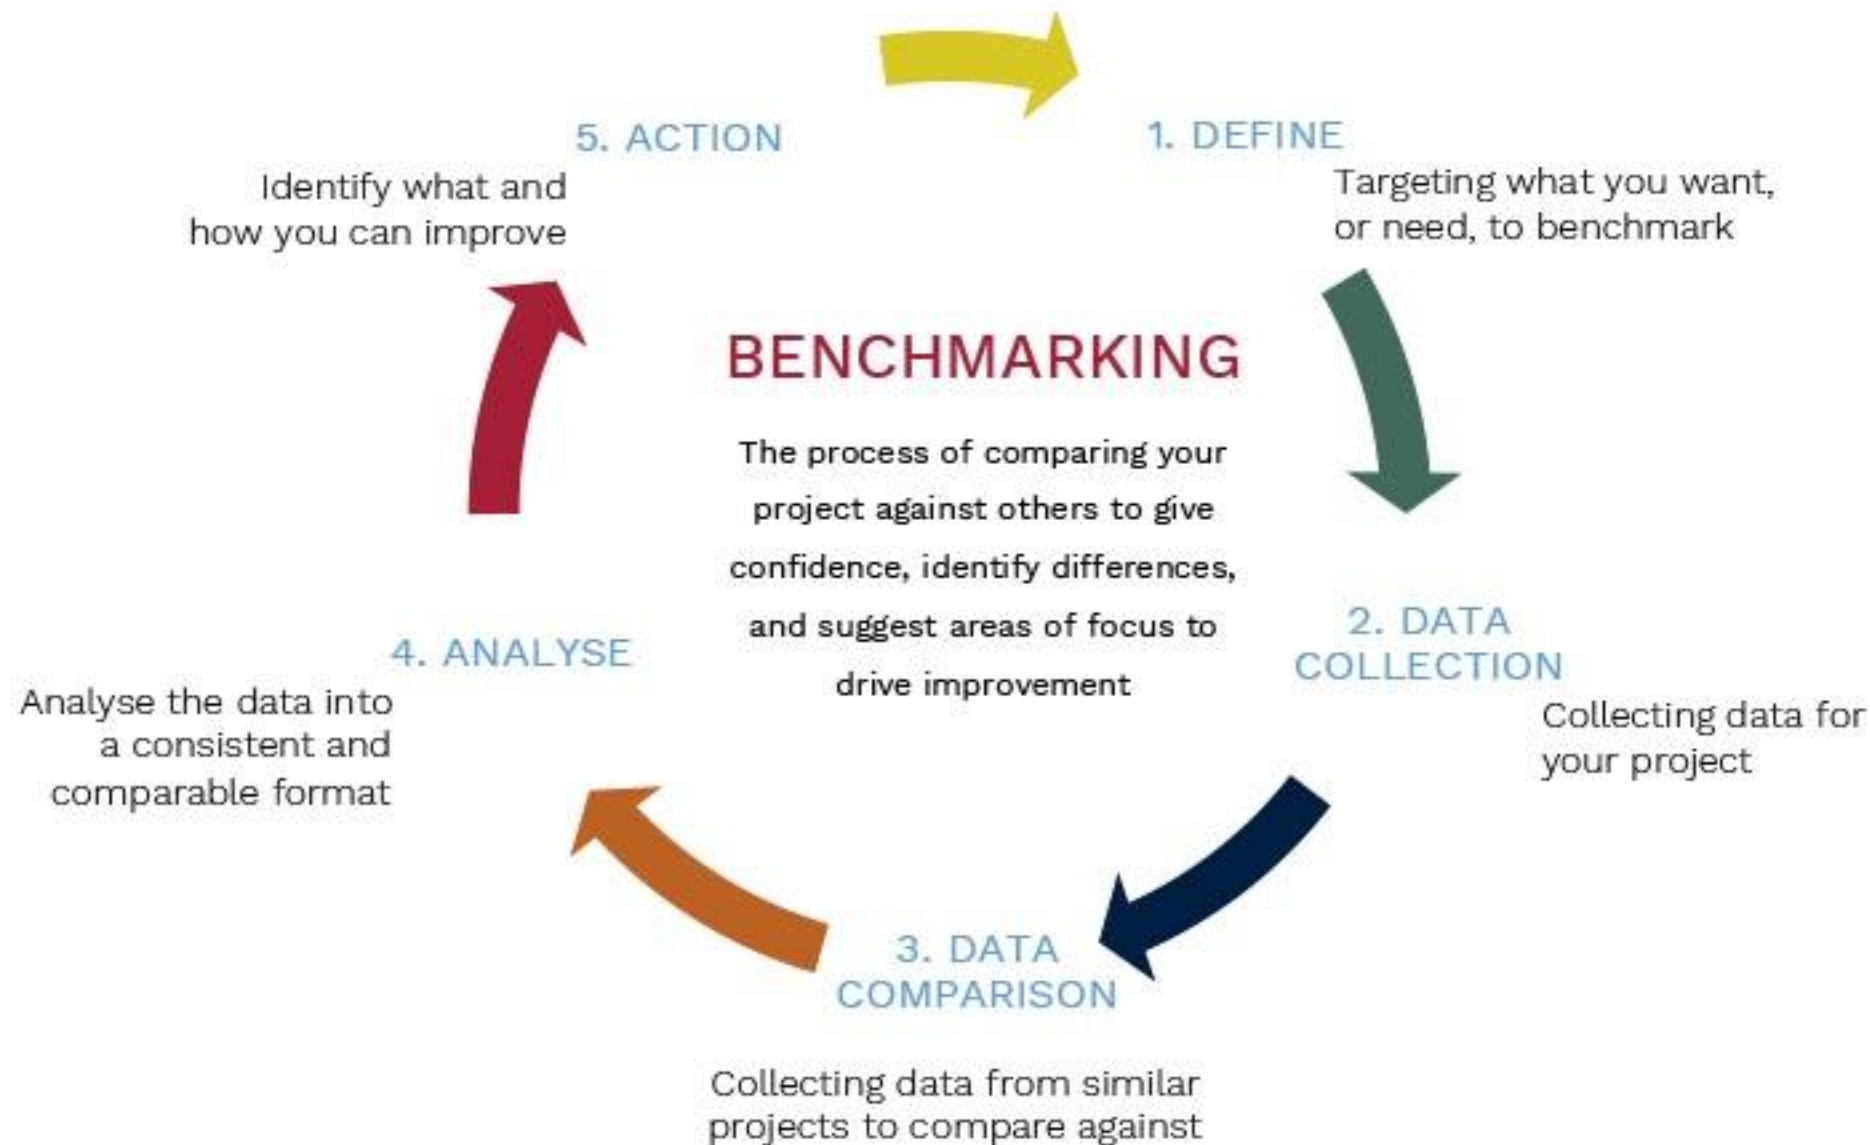 BENCHMARKING
The process of comparing your
project against others to give
confidence, identify differences,
and suggest areas of focus to
drive improvement
1. DEFINE
Targeting what you want,
or need, to benchmark
2. DATA
COLLECTION
Collecting data for
your project
3. DATA
COMPARISON
Collecting data from similar
projects to compare against
4. ANALYSE
Analyse the data into
a consistent and
comparable format
5. ACTION
Identify what and
how you can improve